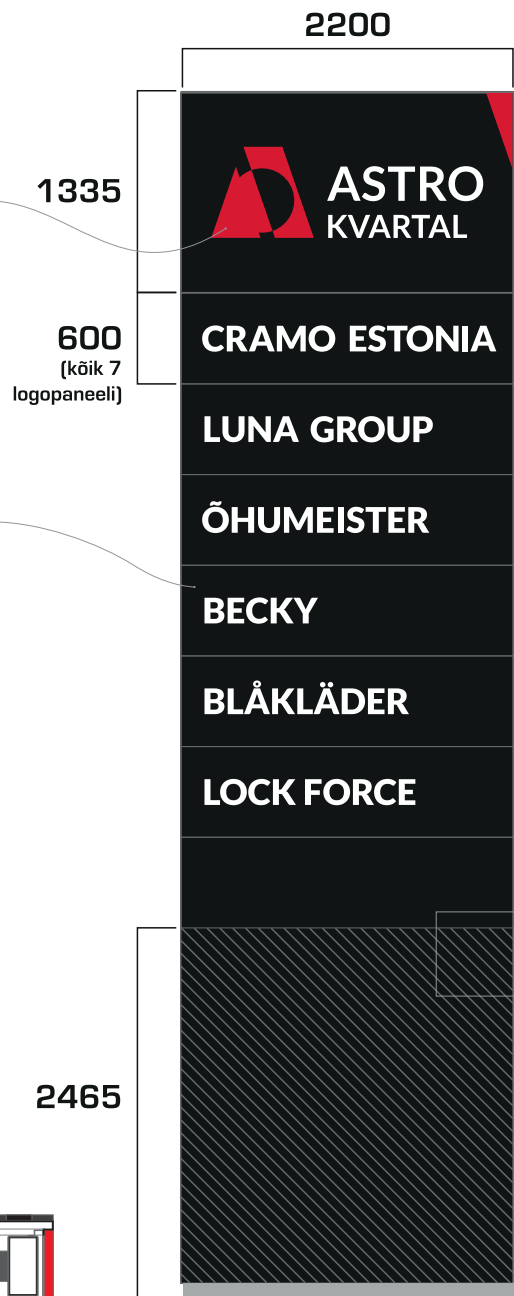 2200
1335
ASTRO
KVARTAL
600
(kõik 7
logopaneeli)
CRAMO ESTONIA
LUNA GROUP
ÕHUMEISTER
BECKY
BLÅKLÄDER
LOCK FORCE
2465